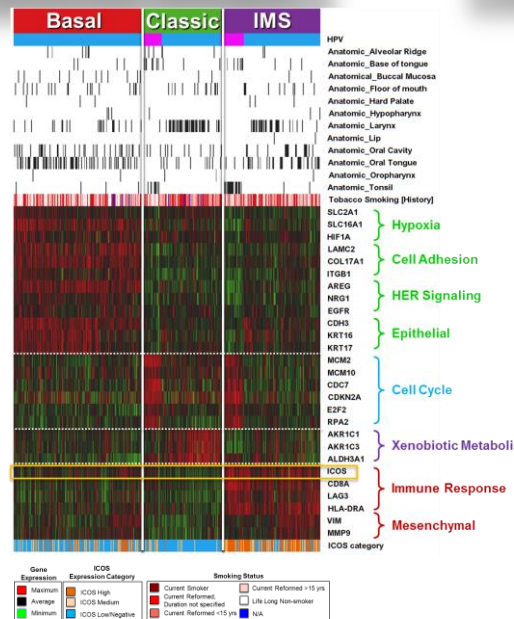 Basal Classic IMS
HPV
Anatomic_Alveolar Ridge
Anatomic_Base of tongue
Anatomical_Buccal Mucosa
Anatomic_Floor of mouth
Anatomic_Hard Palate
Anatomic_Hypopharynx
Anatomic_Larynx
Anatomic_Lip
Anatomic_Oral Cavity
Anatomic_Oral Tongue
Anatomic_Oropharynx
Anatomic_Tonsil
Tobacco Smoking [History]
SLC2A1
SLC16A1 Hypoxia
HIF1A
LAMC2
COL17A1 Cell Adhesion
ITGB1
AREG
NRG1 HER Signaling
EGFR
CDH3
KRT16 Epithelial
KRT17
MCM2
MCM10
CDC7
CDKN2A Cell Cycle
E2F2
RPA2
AKR1C1
AKR1C3 Xenobiotic Metaboli
ALDH3A1
ICOS
CD8A
LAG3 Immune Response
HLA-DRA
VIM
MMP9 Mesenchymal
ICOS category
Gene Expression
Maximum
Average
Minimum
ICOS Expression Category
ICOS High
ICOS Medium
ICOS Low/Negative
Smoking Status
Current Smoker
Current Reformed, Duration not specified
Current Reformed <15 yrs
Current Reformed >15 yrs
Life Long Non-smoker
N/A